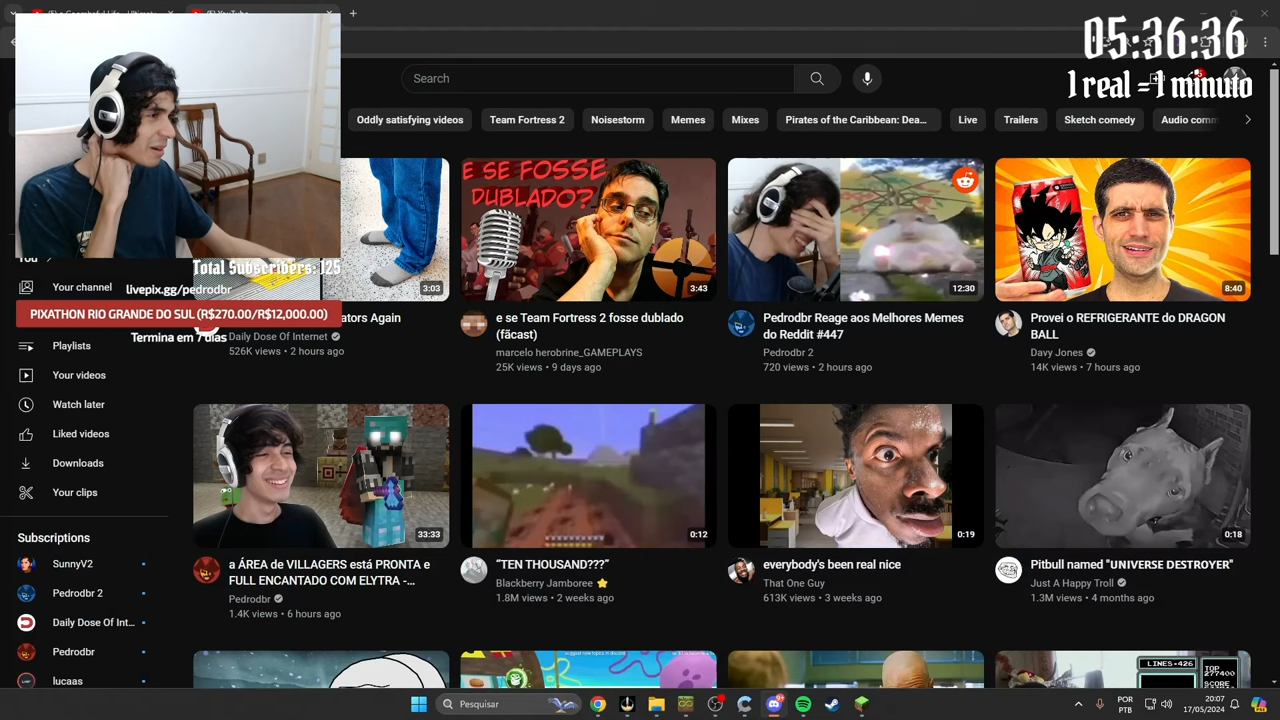 05:36:36
1 real = 1 minuto
Search
Oddly satisfying videos
Team Fortress 2
Noisestorm
Memes
Mixes
Pirates of the Caribbean: Dea...
Live
Trailers
Sketch comedy
Audio com
Total Subscribers: 125
livepix.gg/pedrodbr
PIXATHON RIO GRANDE DO SUL (R$270.00/R$12,000.00)
Termina em 7 dias
Your channel
Playlists
Your videos
Watch later
Liked videos
Downloads
Your clips
Subscriptions
SunnyV2
Pedrodbr 2
Daily Dose Of Int...
Pedrodbr
lucaas
3:03
Again
Daily Dose Of Internet
526K views • 2 hours ago
E SE FOSSE
DUBLADO?
3:43
e se Team Fortress 2 fosse dublado
(fãcast)
marcelo herobrine_GAMEPLAYS
25K views • 9 days ago
12:30
Pedrodbr Reage aos Melhores Memes
do Reddit #447
Pedrodbr 2
720 views • 2 hours ago
8:40
Provei o REFRIGERANTE do DRAGON
BALL
Davy Jones
14K views • 7 hours ago
33:33
a ÁREA de VILLAGERS está PRONTA e
FULL ENCANTADO COM ELYTRA -...
Pedrodbr
1.4K views • 6 hours ago
0:12
“TEN THOUSAND???”
Blackberry Jamboree
1.8M views • 2 weeks ago
0:19
everybody's been real nice
That One Guy
613K views • 3 weeks ago
0:18
Pitbull named "UNIVERSE DESTROYER"
Just A Happy Troll
1.3M views • 4 months ago
LINES-426
TOP
277400
SCORE
Pesquisar
POR
PTB
20:07
17/05/2024